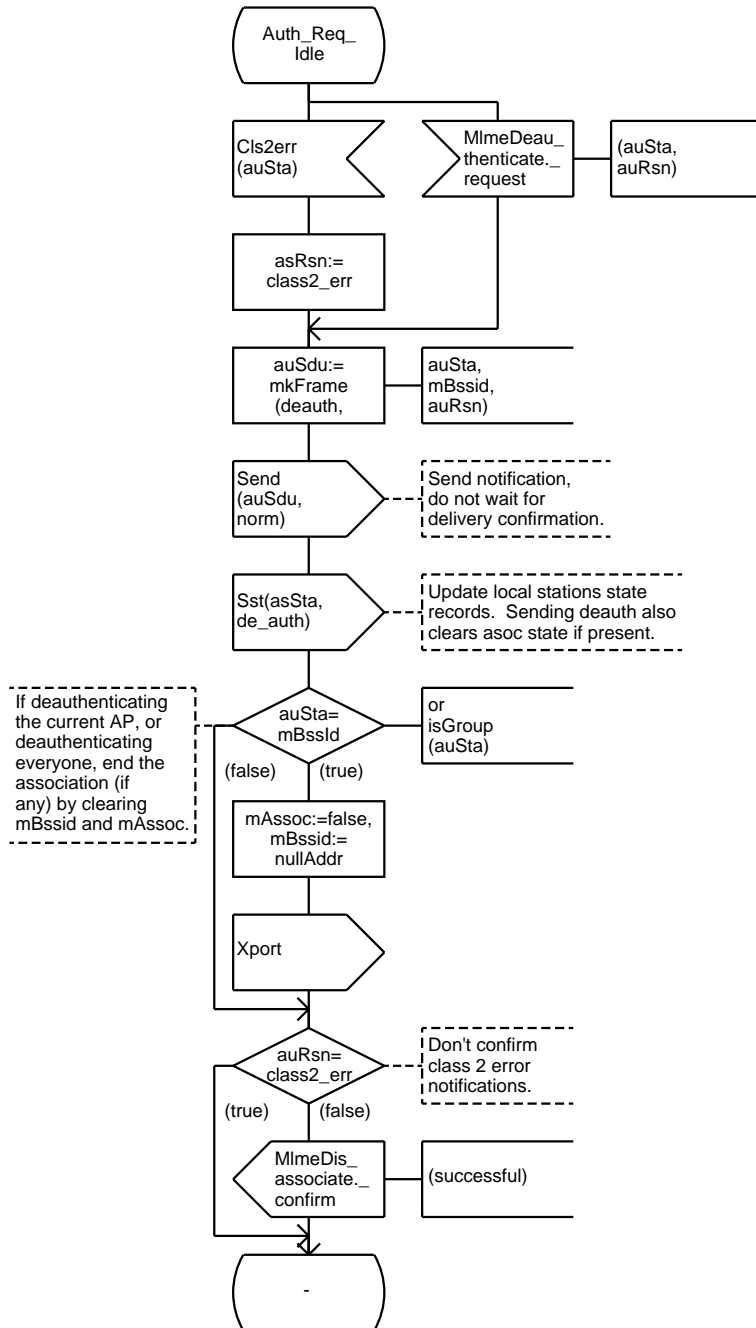 Auth_Req_
Idle
Cls2err
(auSta)
MlmeDeau_
thenticate._
request
(auSta,
auRsn)
asRsn:=
class2_err
auSdu:=
mkFrame
(deauth,
auSta,
mBssid,
auRsn)
Send
(auSdu,
norm)
Send notification,
do not wait for
delivery confirmation.
Sst(asSta,
de_auth)
Update local stations state
records. Sending deauth also
clears asoc state if present.
If deauthenticating
the current AP, or
deauthenticating
everyone, end the
association (if
any) by clearing
mBssid and mAssoc.
auSta=
mBssId
or
isGroup
(auSta)
(false)
(true)
mAssoc:=false,
mBssid:=
nullAddr
Xport
auRsn=
class2_err
Don't confirm
class 2 error
notifications.
(true)
(false)
MlmeDis_
associate._
confirm
(successful)
-